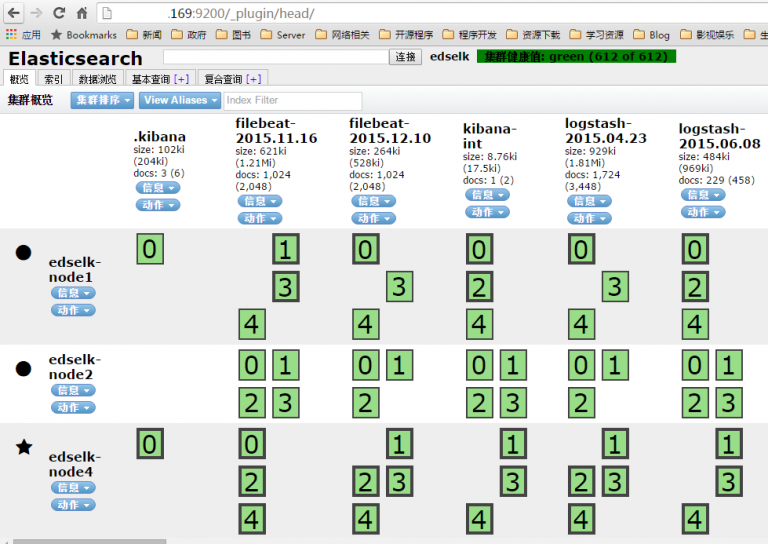 .169:9200/_plugin/head/
应用 Bookmarks 新闻 政府 图书 Server 网络相关 开源程序 程序开发 资源下载 学习资源 Blog 影视娱乐
Elasticsearch 连接 edselk 集群健康值: green (612 of 612)
概览 索引 数据浏览 基本查询 [+] 复合查询 [+]
集群概览 集群排序 View Aliases Index Filter
.kibana
size: 102ki
(204ki)
docs: 3 (6)
信息
动作
filebeat-
2015.11.16
size: 621ki
(1.21Mi)
docs: 1,024
(2,048)
信息
动作
filebeat-
2015.12.10
size: 264ki
(528ki)
docs: 1,024
(2,048)
信息
动作
kibana-
int
size: 8.76ki
(17.5ki)
docs: 1 (2)
信息
动作
logstash-
2015.04.23
size: 929ki
(1.81Mi)
docs: 1,724
(3,448)
信息
动作
logstash-
2015.06.08
size: 484ki
(969ki)
docs: 229 (458)
信息
动作
edselk-
node1
信息
动作
0 1 0 0 0 0
3 3 2 3 2
4 4 4 4 4
edselk-
node2
信息
动作
0 1 0 1 0 1 0 1 0 1
2 3 2 2 3 2 2 3
edselk-
node4
信息
动作
0 0 1 1 1 1
2 2 3 3 2 3 3
4 4 4 4 4